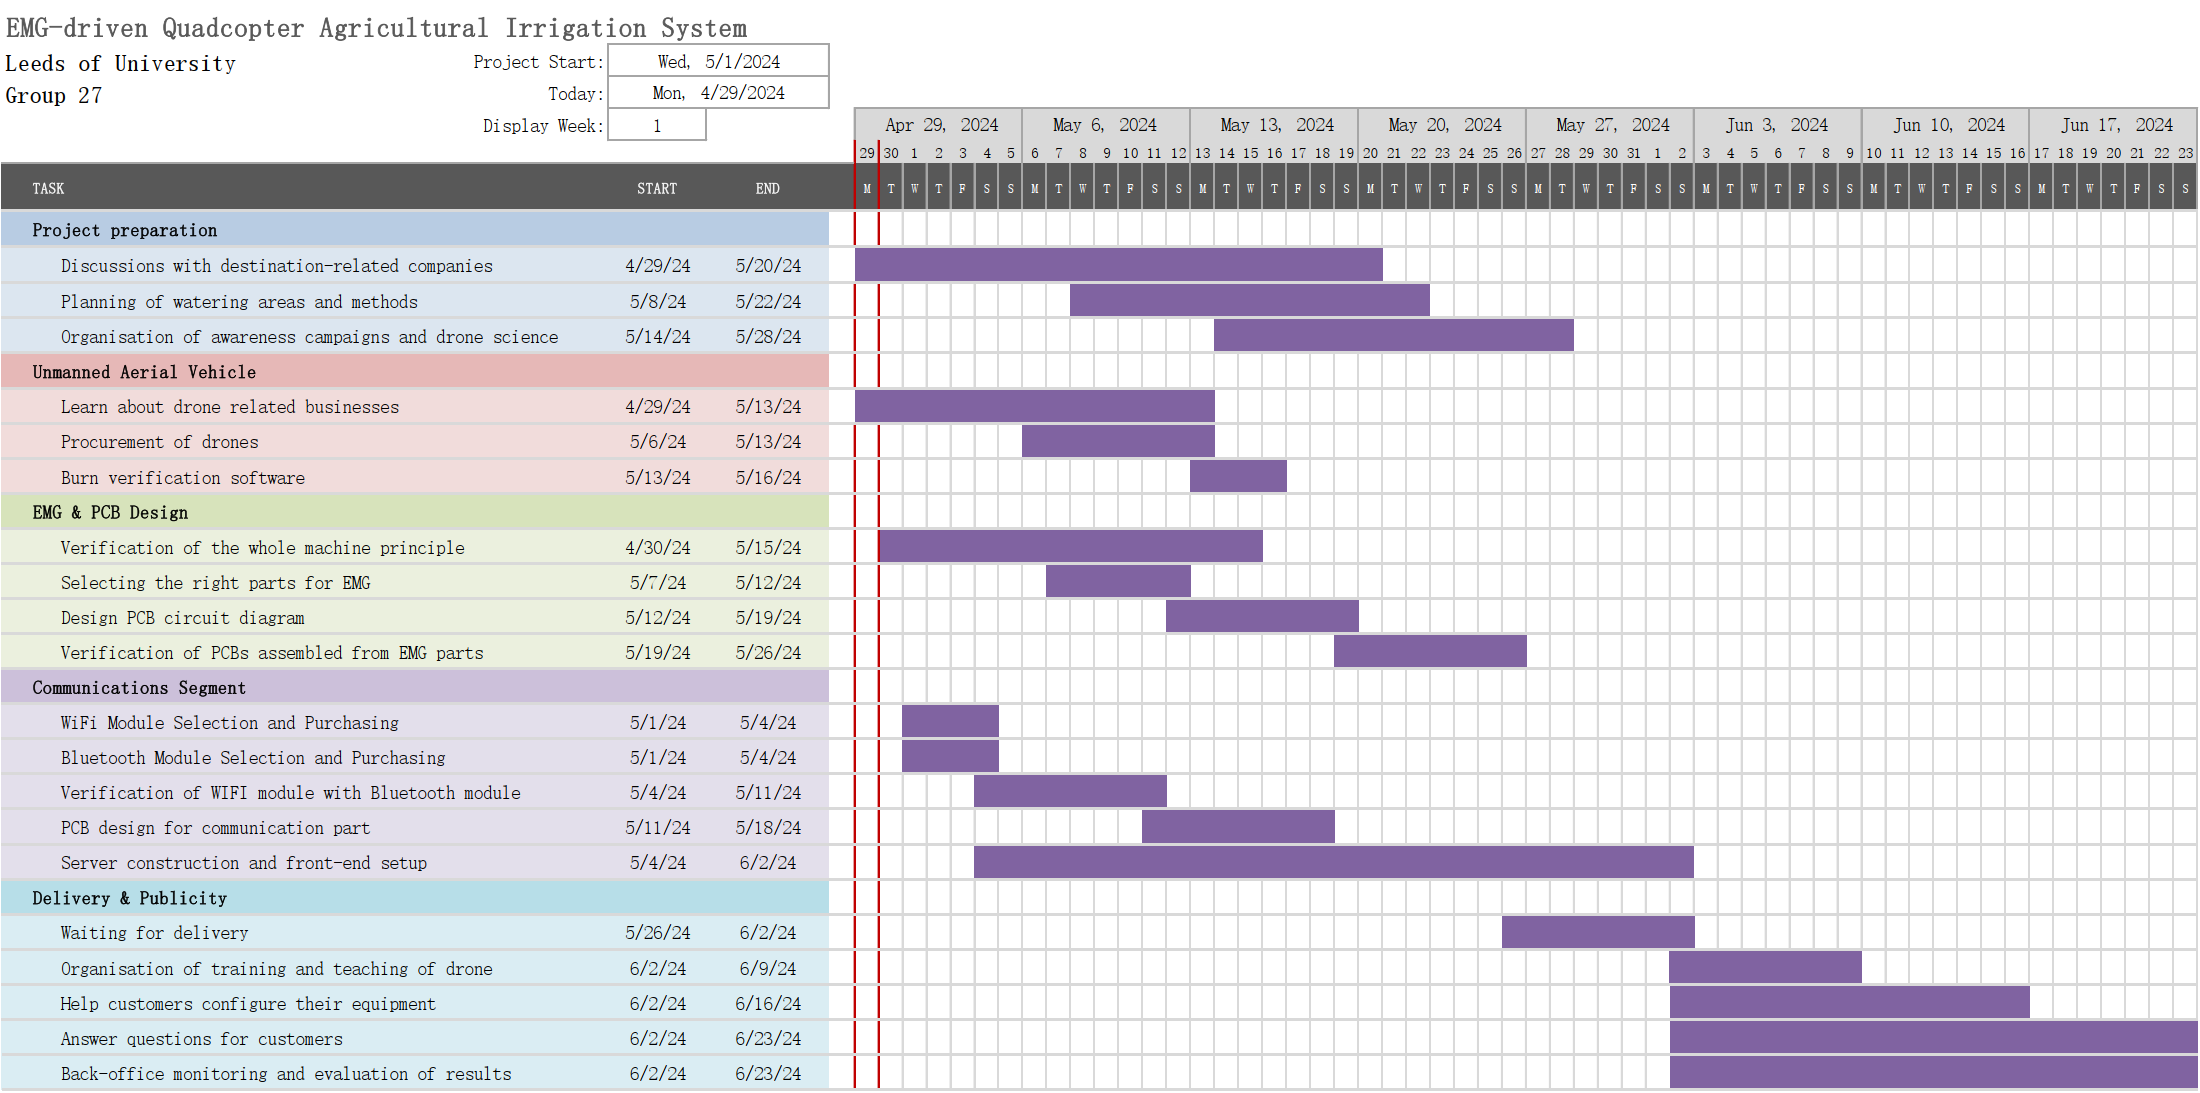 EMG-driven Quadcopter Agricultural Irrigation System
Leeds of University
Project Start: Wed, 5/1/2024
Group 27
Today: Mon, 4/29/2024
Display Week: 1
Apr 29, 2024 May 6, 2024 May 13, 2024 May 20, 2024 May 27, 2024 Jun 3, 2024 Jun 10, 2024 Jun 17, 2024
29 30 1 2 3 4 5 6 7 8 9 10 11 12 13 14 15 16 17 18 19 20 21 22 23 24 25 26 27 28 29 30 31 1 2 3 4 5 6 7 8 9 10 11 12 13 14 15 16 17 18 19 20 21 22 23
TASK START END M T W T F S S M T W T F S S M T W T F S S M T W T F S S M T W T F S S M T W T F S S M T W T F S S M T W T F S S
Project preparation
Discussions with destination-related companies 4/29/24 5/20/24
Planning of watering areas and methods 5/8/24 5/22/24
Organisation of awareness campaigns and drone science 5/14/24 5/28/24
Unmanned Aerial Vehicle
Learn about drone related businesses 4/29/24 5/13/24
Procurement of drones 5/6/24 5/13/24
Burn verification software 5/13/24 5/16/24
EMG & PCB Design
Verification of the whole machine principle 4/30/24 5/15/24
Selecting the right parts for EMG 5/7/24 5/12/24
Design PCB circuit diagram 5/12/24 5/19/24
Verification of PCBs assembled from EMG parts 5/19/24 5/26/24
Communications Segment
WiFi Module Selection and Purchasing 5/1/24 5/4/24
Bluetooth Module Selection and Purchasing 5/1/24 5/4/24
Verification of WIFI module with Bluetooth module 5/4/24 5/11/24
PCB design for communication part 5/11/24 5/18/24
Server construction and front-end setup 5/4/24 6/2/24
Delivery & Publicity
Waiting for delivery 5/26/24 6/2/24
Organisation of training and teaching of drone 6/2/24 6/9/24
Help customers configure their equipment 6/2/24 6/16/24
Answer questions for customers 6/2/24 6/23/24
Back-office monitoring and evaluation of results 6/2/24 6/23/24